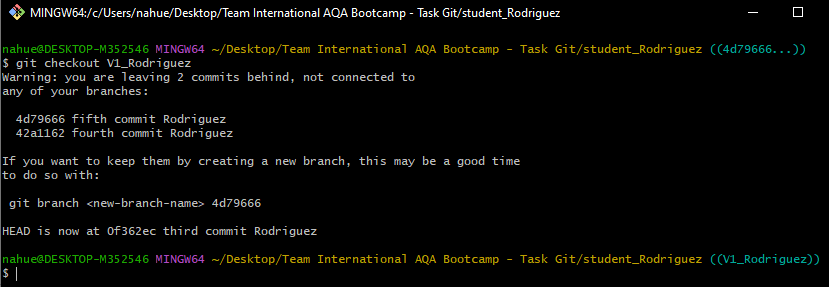 MINGW64:/c/Users/nahue/Desktop/Team International AQA Bootcamp - Task Git/student_Rodriguez
nahue@DESKTOP-M352546 MINGW64 ~/Desktop/Team International AQA Bootcamp - Task Git/student_Rodriguez ((4d79666...))
$ git checkout V1_Rodriguez
Warning: you are leaving 2 commits behind, not connected to
any of your branches:
4d79666 fifth commit Rodriguez
42a1162 fourth commit Rodriguez
If you want to keep them by creating a new branch, this may be a good time
to do so with:
git branch <new-branch-name> 4d79666
HEAD is now at 0f362ec third commit Rodriguez
nahue@DESKTOP-M352546 MINGW64 ~/Desktop/Team International AQA Bootcamp - Task Git/student_Rodriguez ((V1_Rodriguez))
$